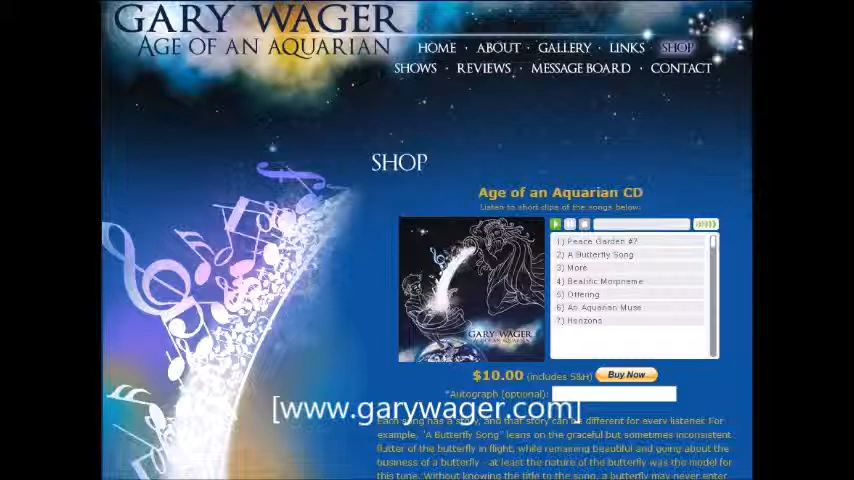 GARY WAGER
AGE OF AN AQUARIAN
HOME · ABOUT · GALLERY · LINKS · SHOP
SHOWS · REVIEWS · MESSAGE BOARD · CONTACT
SHOP
Age of an Aquarian CD
Listen to short clips of the songs below:
1) Peace Garden #7
2) A Butterfly Song
3) More
4) Beatific Morpheme
5) Offering
6) An Aquarian Muse
7) Horizons
GARY WAGER
AGE OF AN AQUARIAN
$10.00 (includes S&H) Buy Now
*Autograph (optional):
[www.garywager.com]
Each song has a story, and that story can be different for every listener. For
example, "A Butterfly Song" leans on the graceful but sometimes inconsistent
flutter of the butterfly in flight, while remaining beautiful and going about the
business of a butterfly - at least the nature of the butterfly was the model for
this tune. Without knowing the title to the song, a butterfly may never enter